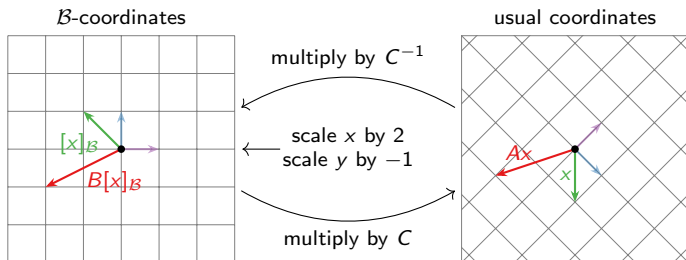 ℬ-coordinates
usual coordinates
multiply by C⁻¹
scale x by 2
scale y by −1
[x]ℬ
B[x]ℬ
Ax
x
multiply by C